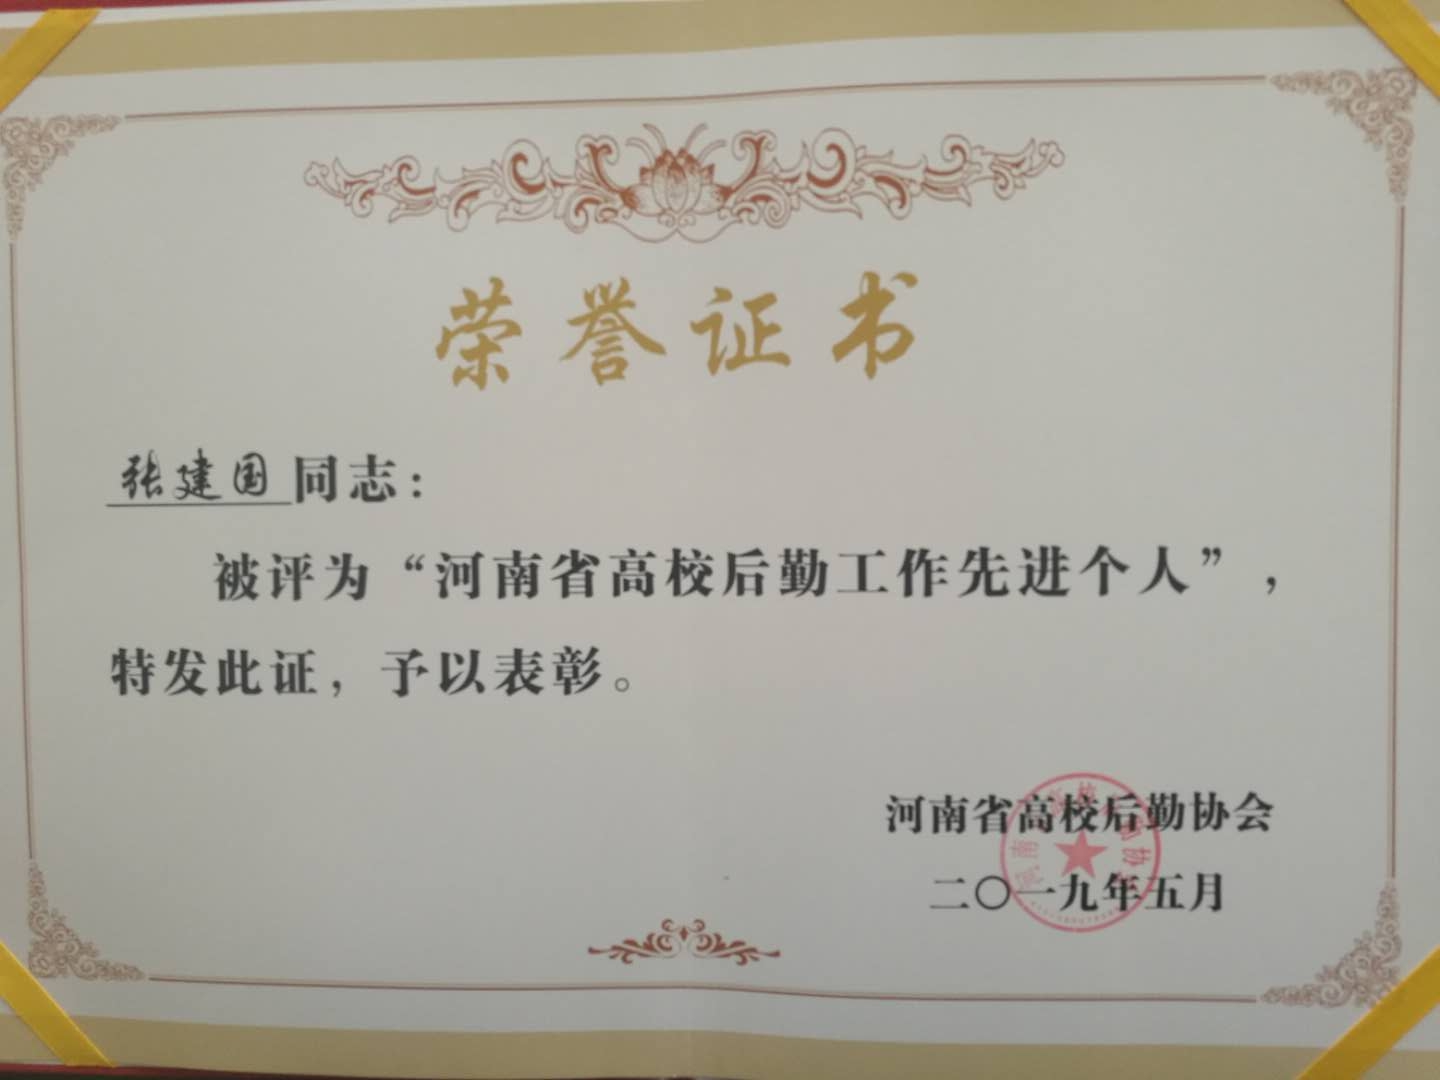 荣誉证书
张建国同志：
被评为“河南省高校后勤工作先进个人”，
特发此证，予以表彰。
河南省高校后勤协会
二〇一九年五月